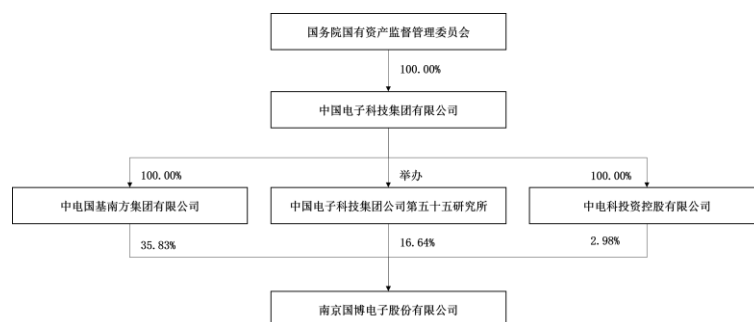 国务院国有资产监督管理委员会
100.00%
中国电子科技集团有限公司
100.00%
举办
100.00%
中电国基南方集团有限公司
中国电子科技集团公司第五十五研究所
中电科投资控股有限公司
35.83%
16.64%
2.98%
南京国博电子股份有限公司